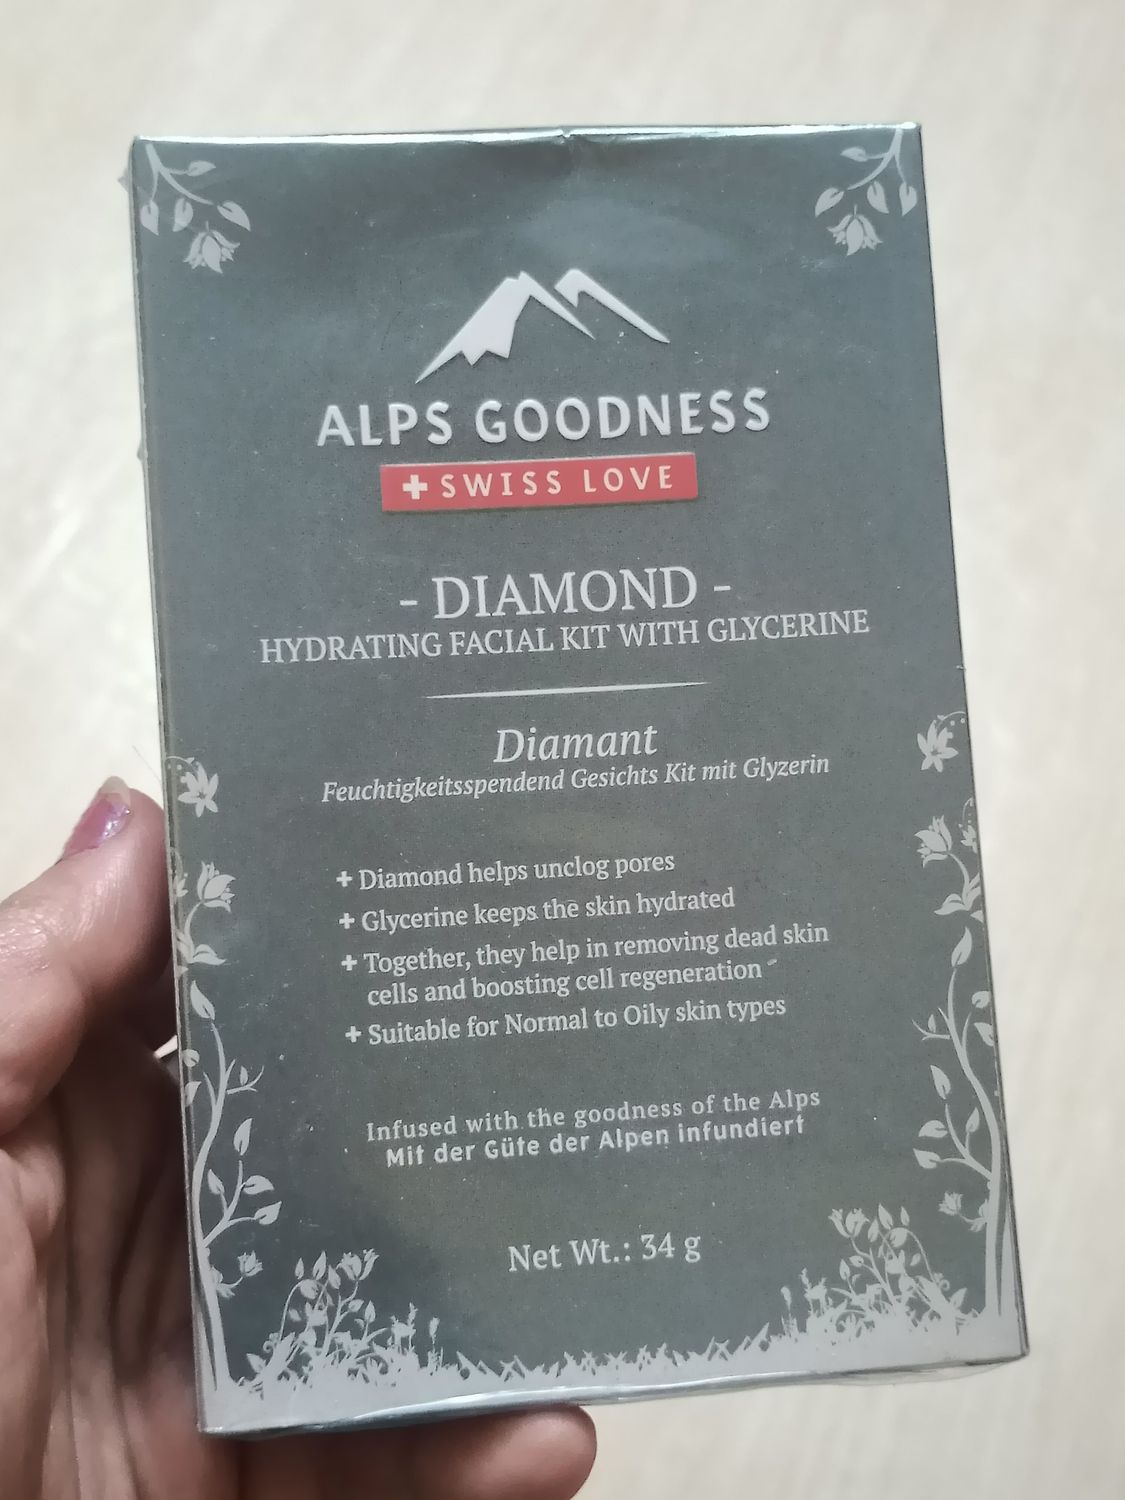 ALPS GOODNESS
+ SWISS LOVE
- DIAMOND -
HYDRATING FACIAL KIT WITH GLYCERINE
Diamant
Feuchtigkeitsspendend Gesichts Kit mit Glyzerin
+ Diamond helps unclog pores
+ Glycerine keeps the skin hydrated
+ Together, they help in removing dead skin
cells and boosting cell regeneration
+ Suitable for Normal to Oily skin types
Infused with the goodness of the Alps
Mit der Güte der Alpen infundiert
Net Wt.: 34 g